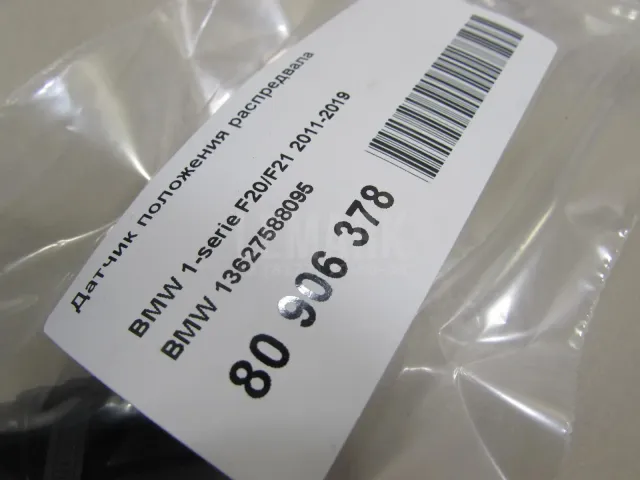 Датчик положения распредвала
BMW 1-serie F20/F21 2011-2019
BMW 13627588095
80 906 378